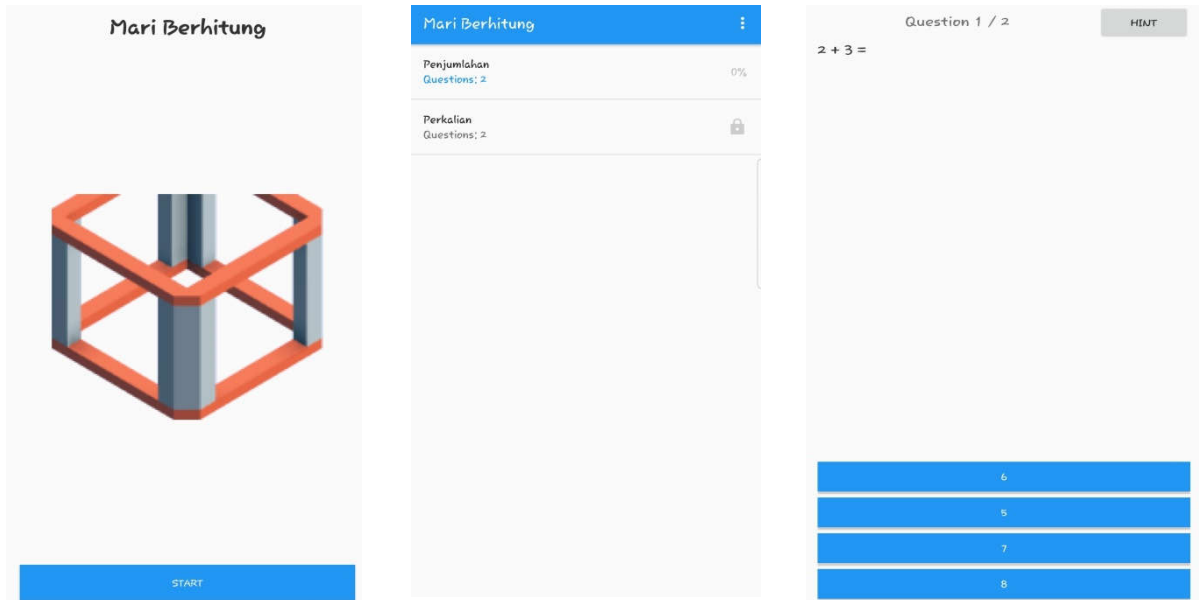 Mari Berhitung
START
Mari Berhitung
Penjumlahan
Questions: 2
0%
Perkalian
Questions: 2
Question 1 / 2
HINT
2 + 3 =
6
5
7
8